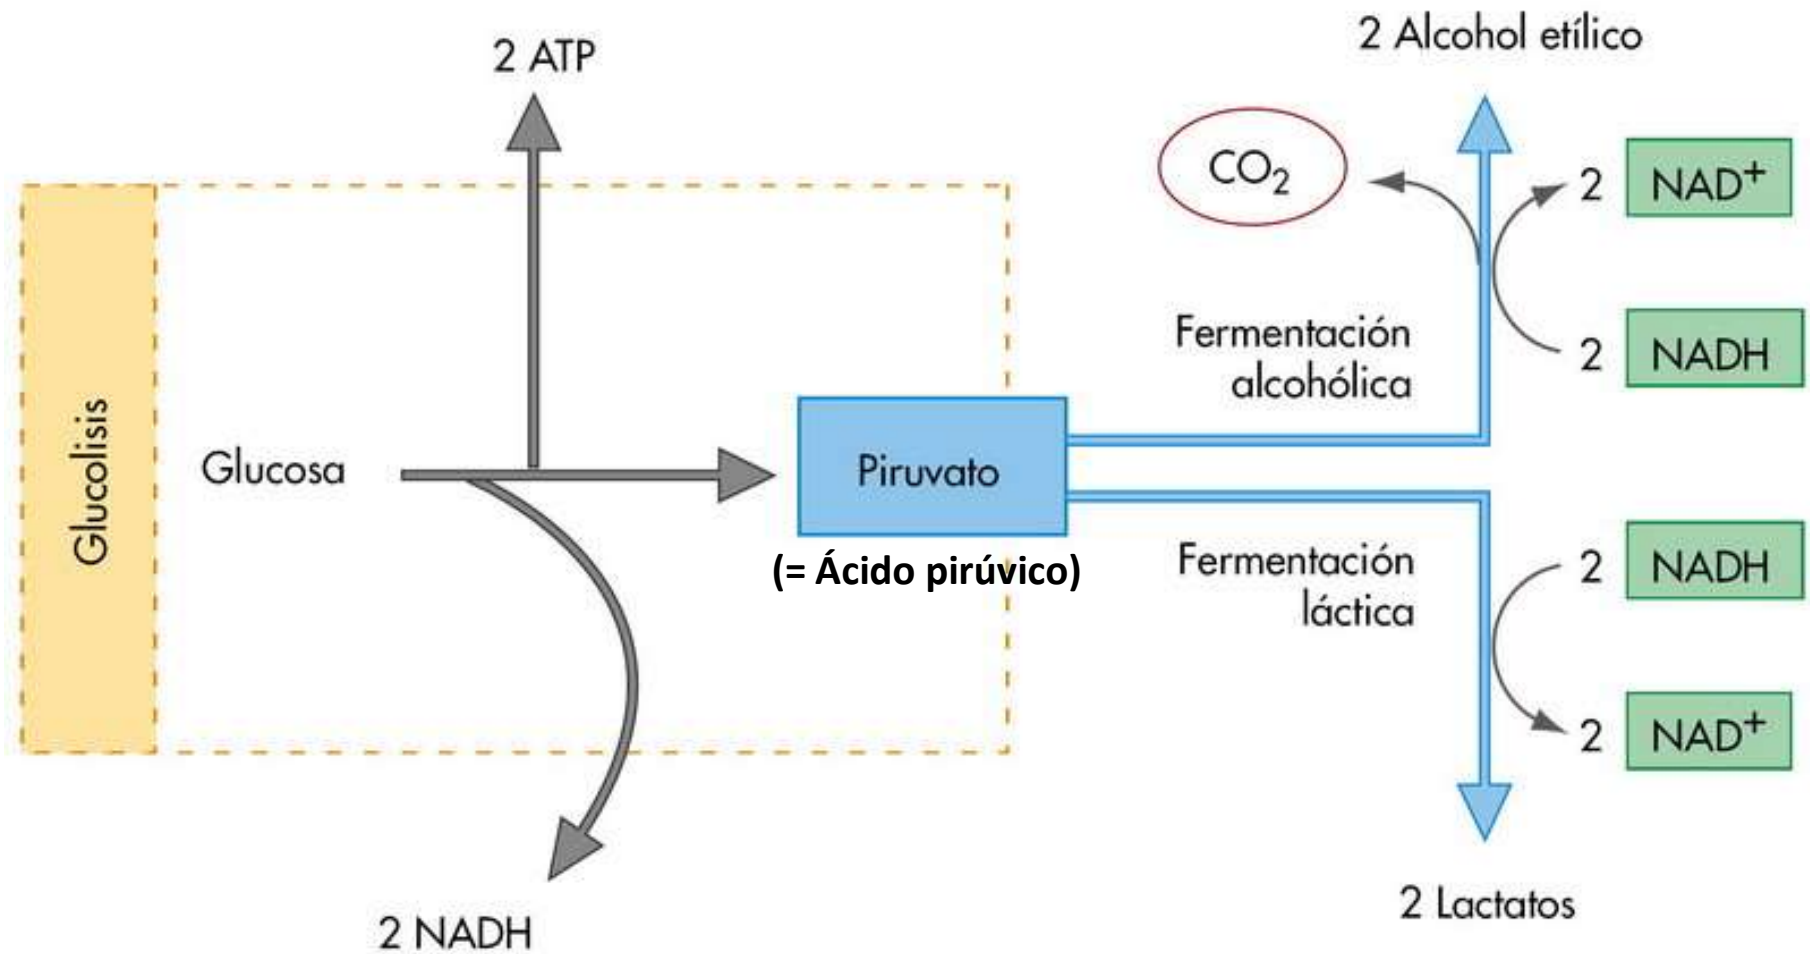 2 Alcohol etílico
2 ATP
CO₂
2 NAD⁺
Fermentación
alcohólica
2 NADH
Glucolisis
Glucosa
Piruvato
(= Ácido pirúvico)
Fermentación
láctica
2 NADH
2 NAD⁺
2 Lactatos
2 NADH